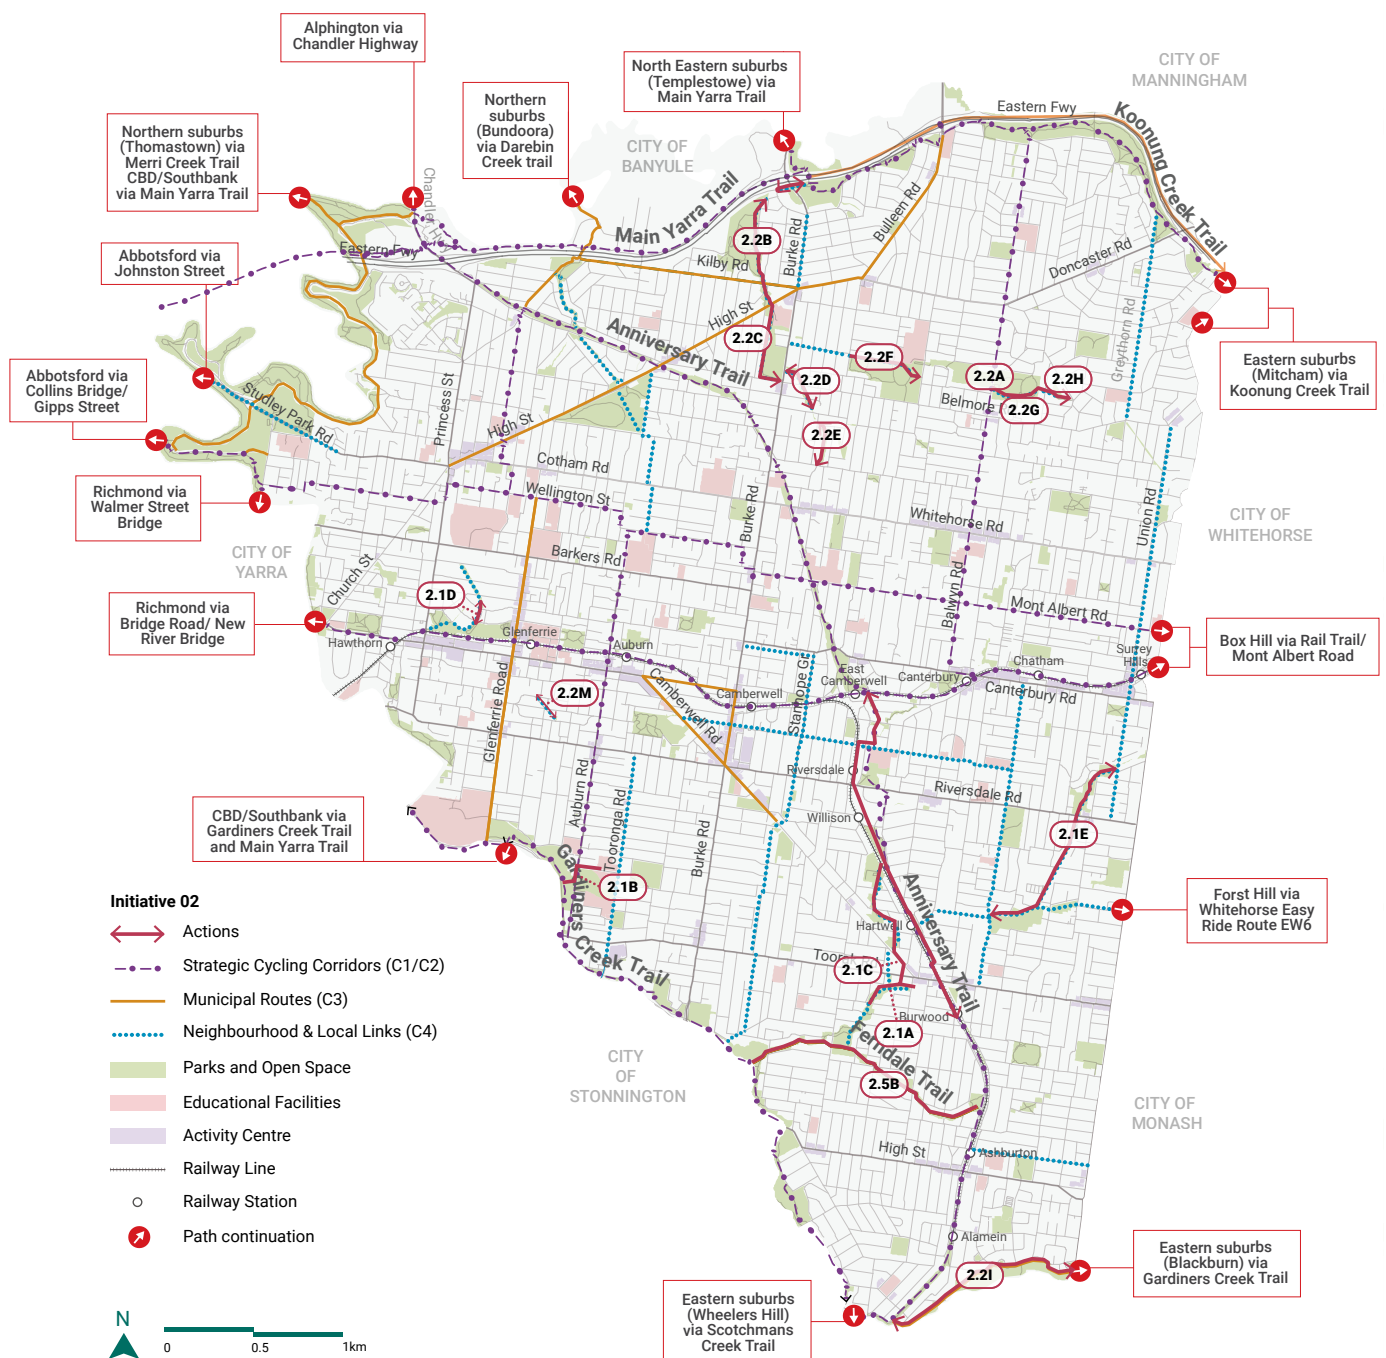 Alphington via
Chandler Highway
CITY OF
MANNINGHAM
North Eastern suburbs
(Templestowe) via
Main Yarra Trail
Northern
suburbs
(Bundoora)
via Darebin
Creek trail
Eastern Fwy
Koonung Creek Trail
Northern suburbs
(Thomastown) via
Merri Creek Trail
CBD/Southbank
via Main Yarra Trail
CITY OF
BANYULE
Main Yarra Trail
Bulleen Rd
2.2B
Burke Rd
Kilby Rd
Eastern Fwy
Doncaster Rd
Abbotsford via
Johnston Street
High St
2.2C
Anniversary Trail
Greythorn Rd
Eastern suburbs
(Mitcham) via
Koonung Creek Trail
2.2F
2.2D
2.2A
2.2H
Belmore
2.2G
Abbotsford via
Collins Bridge/
Gipps Street
Studley Park Rd
Princess St
High St
2.2E
Cotham Rd
Wellington St
Burke Rd
Whitehorse Rd
Union Rd
Richmond via
Walmer Street
Bridge
CITY OF
WHITEHORSE
CITY OF
YARRA
Barkers Rd
Church St
2.1D
Balwyn Rd
Mont Albert Rd
Richmond via
Bridge Road/ New
River Bridge
Hawthorn
Glenferrie
Auburn
Box Hill via Rail Trail/
Mont Albert Road
Surrey
Hills
Chatham
East
Camberwell
Canterbury
Canterbury Rd
Camberwell
Stanhope Gr
2.2M
Camberwell Rd
Glenferrie Road
Riversdale
Riversdale Rd
Auburn Rd
Tooronga Rd
Willison
2.1E
CBD/Southbank via
Gardiners Creek Trail
and Main Yarra Trail
Burke Rd
Gardiners Creek Trail
2.1B
Anniversary Trail
Forst Hill via
Whitehorse Easy
Ride Route EW6
Hartwell
2.1C
Burwood
2.1A
Ferndale Trail
2.5B
CITY
OF
STONNINGTON
CITY OF
MONASH
High St
Ashburton
Alamein
2.2I
Eastern suburbs
(Blackburn) via
Gardiners Creek Trail
Eastern suburbs
(Wheelers Hill)
via Scotchmans
Creek Trail
Initiative 02
Actions
Strategic Cycling Corridors (C1/C2)
Municipal Routes (C3)
Neighbourhood & Local Links (C4)
Parks and Open Space
Educational Facilities
Activity Centre
Railway Line
Railway Station
Path continuation
N
0 0.5 1km